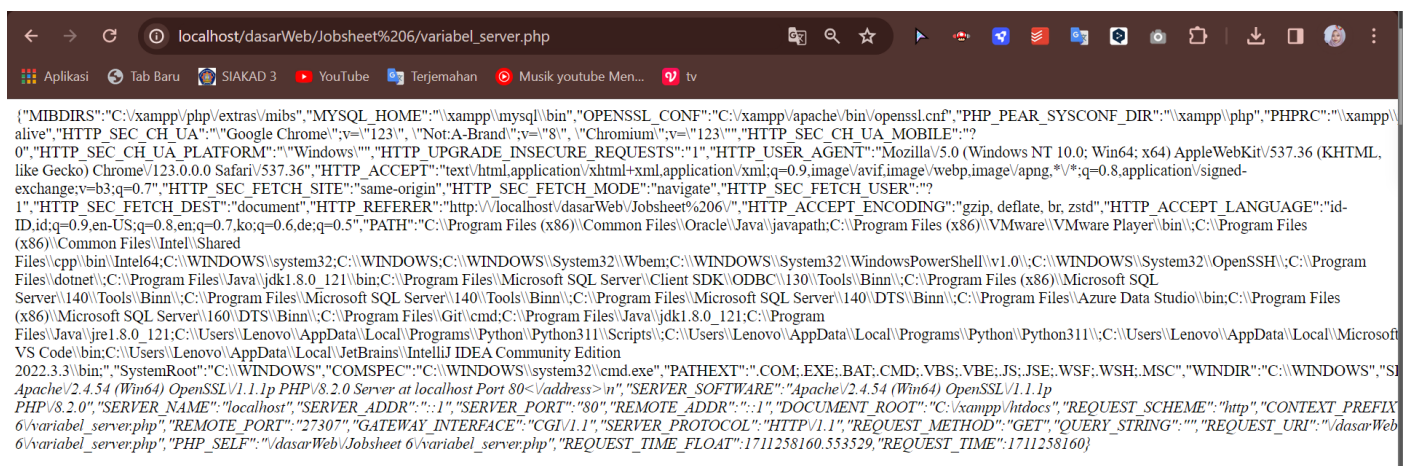 localhost/dasarWeb/Jobsheet%206/variabel_server.php
Aplikasi Tab Baru SIAKAD 3 YouTube Terjemahan Musik youtube Men... tv
{"MIBDIRS":"C:\/xampp\/php\/extras\/mibs","MYSQL_HOME":"\\xampp\\mysql\\bin","OPENSSL_CONF":"C:\/xampp\/apache\/bin\/openssl.cnf","PHP_PEAR_SYSCONF_DIR":"\\xampp\\php","PHPRC":"\\xampp\\
alive","HTTP_SEC_CH_UA":"\"Google Chrome\";v=\"123\", \"Not:A-Brand\";v=\"8\", \"Chromium\";v=\"123\"","HTTP_SEC_CH_UA_MOBILE":"?
0","HTTP_SEC_CH_UA_PLATFORM":"\"Windows\"","HTTP_UPGRADE_INSECURE_REQUESTS":"1","HTTP_USER_AGENT":"Mozilla\/5.0 (Windows NT 10.0; Win64; x64) AppleWebKit\/537.36 (KHTML,
like Gecko) Chrome\/123.0.0.0 Safari\/537.36","HTTP_ACCEPT":"text\/html,application\/xhtml+xml,application\/xml;q=0.9,image\/avif,image\/webp,image\/apng,*\/*;q=0.8,application\/signed-
exchange;v=b3;q=0.7","HTTP_SEC_FETCH_SITE":"same-origin","HTTP_SEC_FETCH_MODE":"navigate","HTTP_SEC_FETCH_USER":"?
1","HTTP_SEC_FETCH_DEST":"document","HTTP_REFERER":"http:\/\/localhost\/dasarWeb\/Jobsheet%206\/","HTTP_ACCEPT_ENCODING":"gzip, deflate, br, zstd","HTTP_ACCEPT_LANGUAGE":"id-
ID,id;q=0.9,en-US;q=0.8,en;q=0.7,ko;q=0.6,de;q=0.5","PATH":"C:\\Program Files (x86)\\Common Files\\Oracle\\Java\\javapath;C:\\Program Files (x86)\\VMware\\VMware Player\\bin\\;C:\\Program Files
(x86)\\Common Files\\Intel\\Shared
Files\\cpp\\bin\\Intel64;C:\\WINDOWS\\system32;C:\\WINDOWS;C:\\WINDOWS\\System32\\Wbem;C:\\WINDOWS\\System32\\WindowsPowerShell\\v1.0\\;C:\\WINDOWS\\System32\\OpenSSH\\;C:\\Program
Files\\dotnet\\;C:\\Program Files\\Java\\jdk1.8.0_121\\bin;C:\\Program Files\\Microsoft SQL Server\\Client SDK\\ODBC\\130\\Tools\\Binn\\;C:\\Program Files (x86)\\Microsoft SQL
Server\\140\\Tools\\Binn\\;C:\\Program Files\\Microsoft SQL Server\\140\\Tools\\Binn\\;C:\\Program Files\\Microsoft SQL Server\\140\\DTS\\Binn\\;C:\\Program Files\\Azure Data Studio\\bin;C:\\Program Files
(x86)\\Microsoft SQL Server\\160\\DTS\\Binn\\;C:\\Program Files\\Git\\cmd;C:\\Program Files\\Java\\jdk1.8.0_121;C:\\Program
Files\\Java\\jre1.8.0_121;C:\\Users\\Lenovo\\AppData\\Local\\Programs\\Python\\Python311\\Scripts\\;C:\\Users\\Lenovo\\AppData\\Local\\Programs\\Python\\Python311\\;C:\\Users\\Lenovo\\AppData\\Local\\Microsoft
VS Code\\bin;C:\\Users\\Lenovo\\AppData\\Local\\JetBrains\\IntelliJ IDEA Community Edition
2022.3.3\\bin;","SystemRoot":"C:\\WINDOWS","COMSPEC":"C:\\WINDOWS\\system32\\cmd.exe","PATHEXT":".COM;.EXE;.BAT;.CMD;.VBS;.VBE;.JS;.JSE;.WSF;.WSH;.MSC","WINDIR":"C:\\WINDOWS","SE
Apache\/2.4.54 (Win64) OpenSSL\/1.1.1p PHP\/8.2.0 Server at localhost Port 80<\/address>\n","SERVER_SOFTWARE":"Apache\/2.4.54 (Win64) OpenSSL\/1.1.1p
PHP\/8.2.0","SERVER_NAME":"localhost","SERVER_ADDR":"::1","SERVER_PORT":"80","REMOTE_ADDR":"::1","DOCUMENT_ROOT":"C:\/xampp\/htdocs","REQUEST_SCHEME":"http","CONTEXT_PREFIX
6\/variabel_server.php","REMOTE_PORT":"27307","GATEWAY_INTERFACE":"CGI\/1.1","SERVER_PROTOCOL":"HTTP\/1.1","REQUEST_METHOD":"GET","QUERY_STRING":"","REQUEST_URI":"\/dasarWeb
6\/variabel_server.php","PHP_SELF":"\/dasarWeb\/Jobsheet 6\/variabel_server.php","REQUEST_TIME_FLOAT":1711258160.553529,"REQUEST_TIME":1711258160}